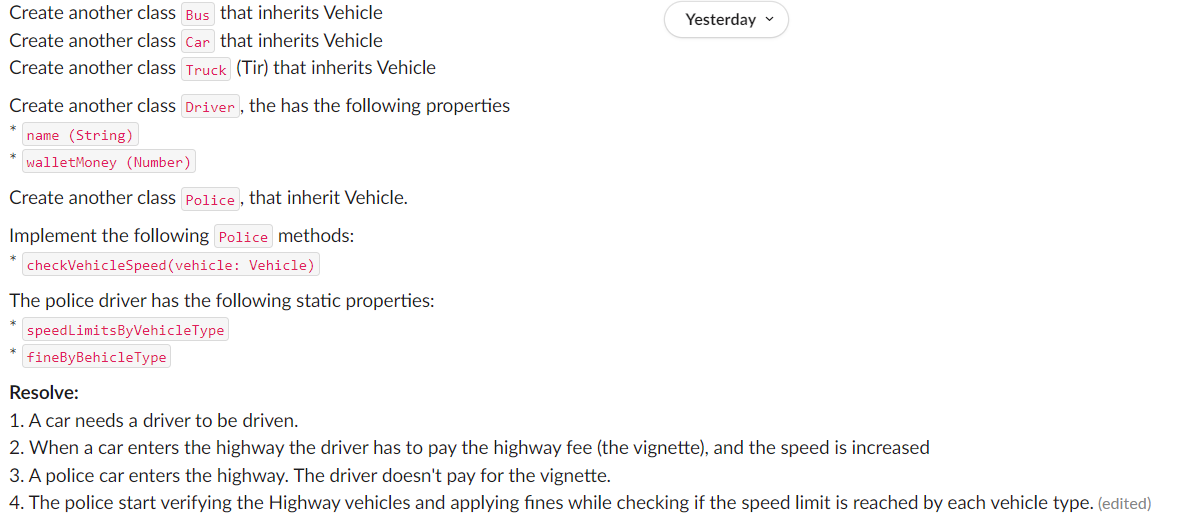 Create another class Bus that inherits Vehicle
Yesterday
Create another class Car that inherits Vehicle
Create another class Truck (Tir) that inherits Vehicle
Create another class Driver, the has the following properties
* name (String)
* walletMoney (Number)
Create another class Police, that inherit Vehicle.
Implement the following Police methods:
* checkVehicleSpeed(vehicle: Vehicle)
The police driver has the following static properties:
* speedLimitsByVehicleType
* fineByBehicleType
Resolve:
1. A car needs a driver to be driven.
2. When a car enters the highway the driver has to pay the highway fee (the vignette), and the speed is increased
3. A police car enters the highway. The driver doesn't pay for the vignette.
4. The police start verifying the Highway vehicles and applying fines while checking if the speed limit is reached by each vehicle type. (edited)